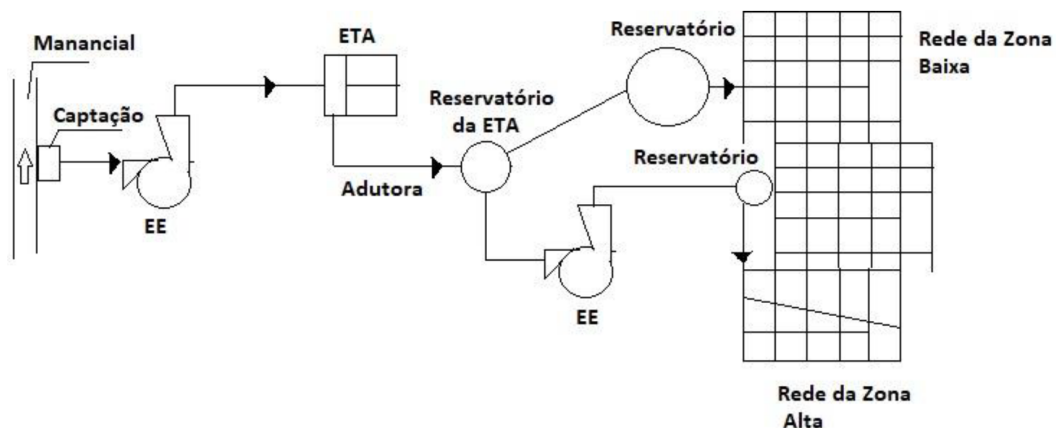 Manancial
Captação
EE
ETA
Adutora
Reservatório
da ETA
EE
Reservatório
Reservatório
Rede da Zona
Baixa
Rede da Zona
Alta